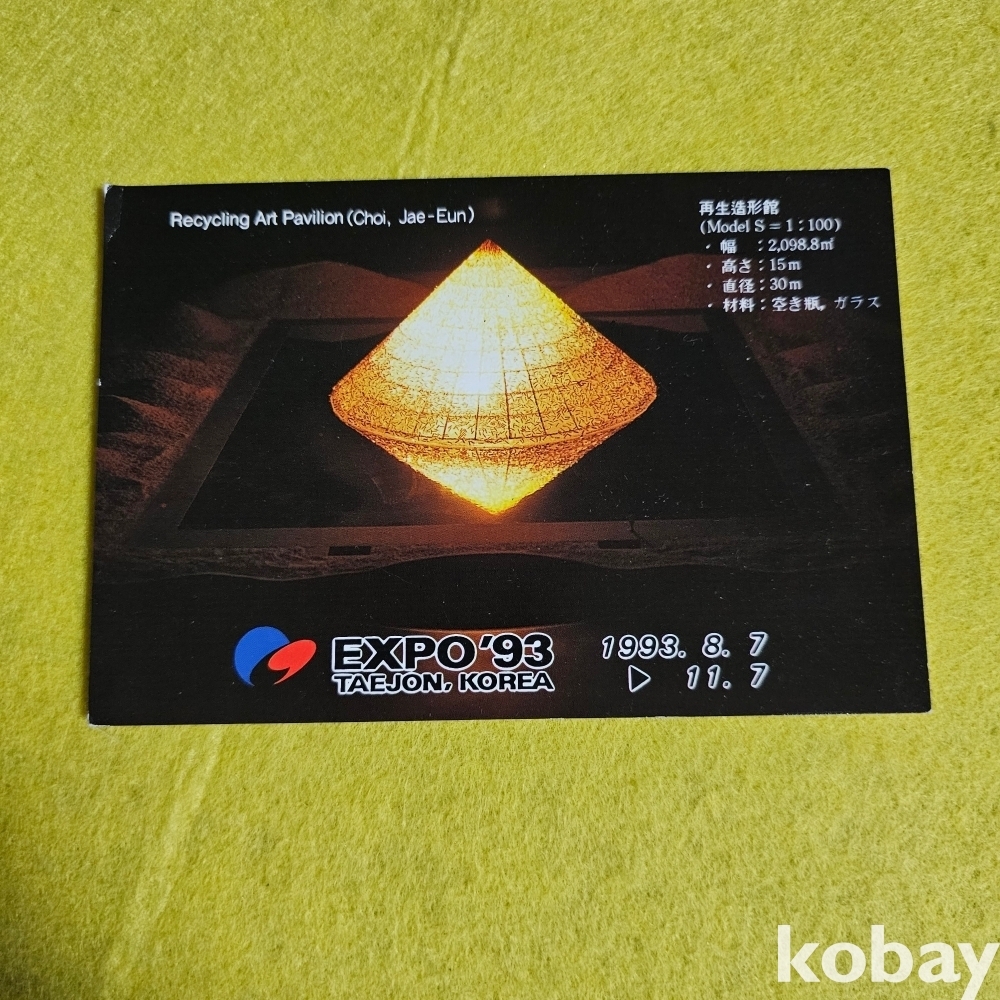 Recycling Art Pavilion (Choi, Jae-Eun)
再生造形館
(Model S = 1 : 100)
・幅　: 2,098.8㎡
・高さ : 15m
・直径 : 30m
・材料 : 空き瓶。ガラス
EXPO '93
TAEJON, KOREA
1993. 8. 7
▷ 11. 7
kobay